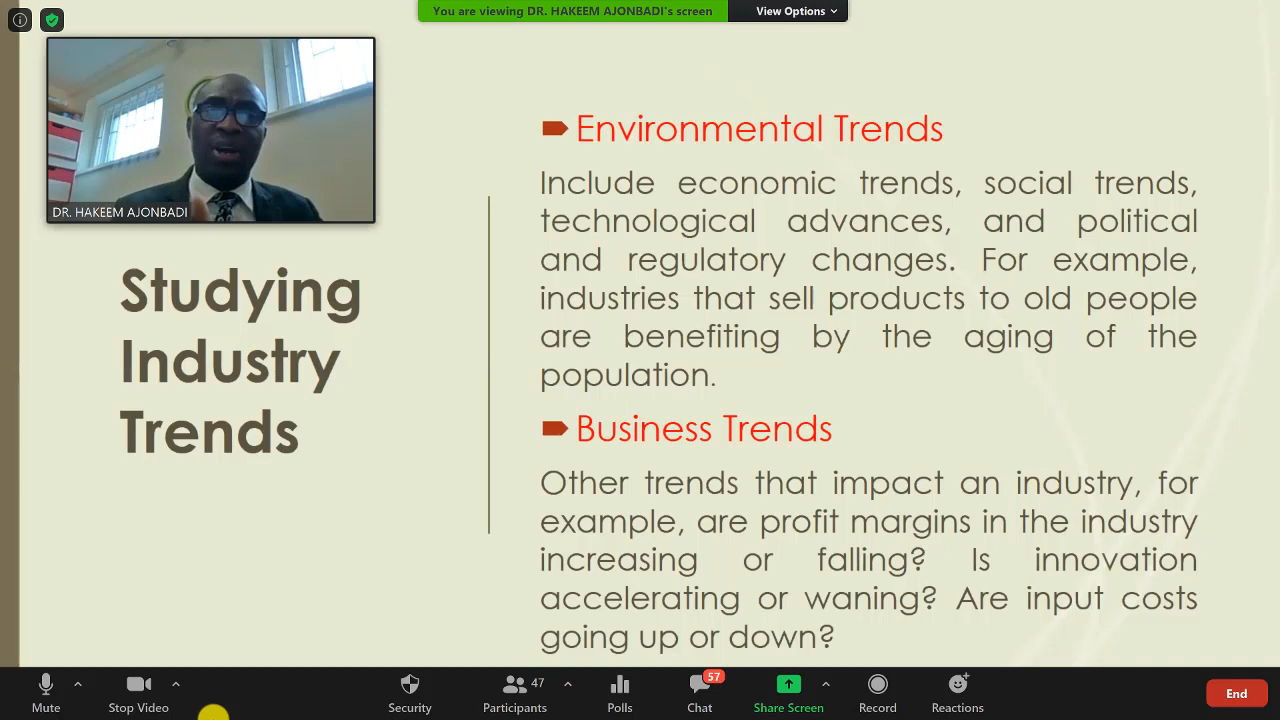 You are viewing DR. HAKEEM AJONBADI's screen
View Options
DR. HAKEEM AJONBADI
Studying
Industry
Trends
Environmental Trends
Include economic trends, social trends,
technological advances, and political
and regulatory changes. For example,
industries that sell products to old people
are benefiting by the aging of the
population.
Business Trends
Other trends that impact an industry, for
example, are profit margins in the industry
increasing or falling? Is innovation
accelerating or waning? Are input costs
going up or down?
Mute
Stop Video
Security
47
Participants
Polls
57
Chat
Share Screen
Record
Reactions
End